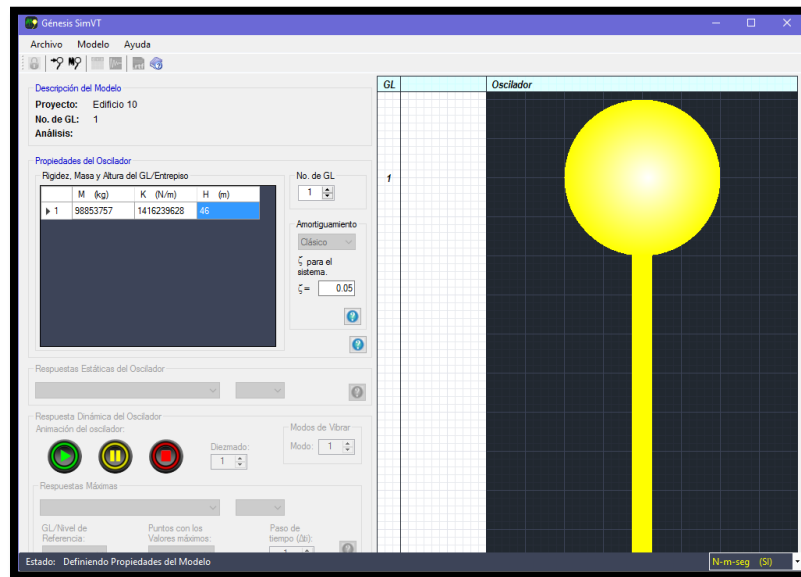 Génesis SimVT
Archivo Modelo Ayuda
Descripción del Modelo
Proyecto: Edificio 10
No. de GL: 1
Análisis:
Propiedades del Oscilador
Rigidez, Masa y Altura del GL/Entrepiso
M (kg) K (N/m) H (m)
1 98853757 1416239628 46
No. de GL
1
Amortiguamiento
Clásico
ζ para el
sistema.
ζ = 0.05
Respuestas Estáticas del Oscilador
Respuesta Dinámica del Oscilador
Animación del oscilador:
Diezmado:
1
Modos de Vibrar
Modo: 1
Respuestas Máximas
GL/Nivel de
Referencia:
Puntos con los
Valores máximos:
Paso de
tiempo (Δti):
1
GL Oscilador
1
Estado: Definiendo Propiedades del Modelo
N-m-seg (SI)